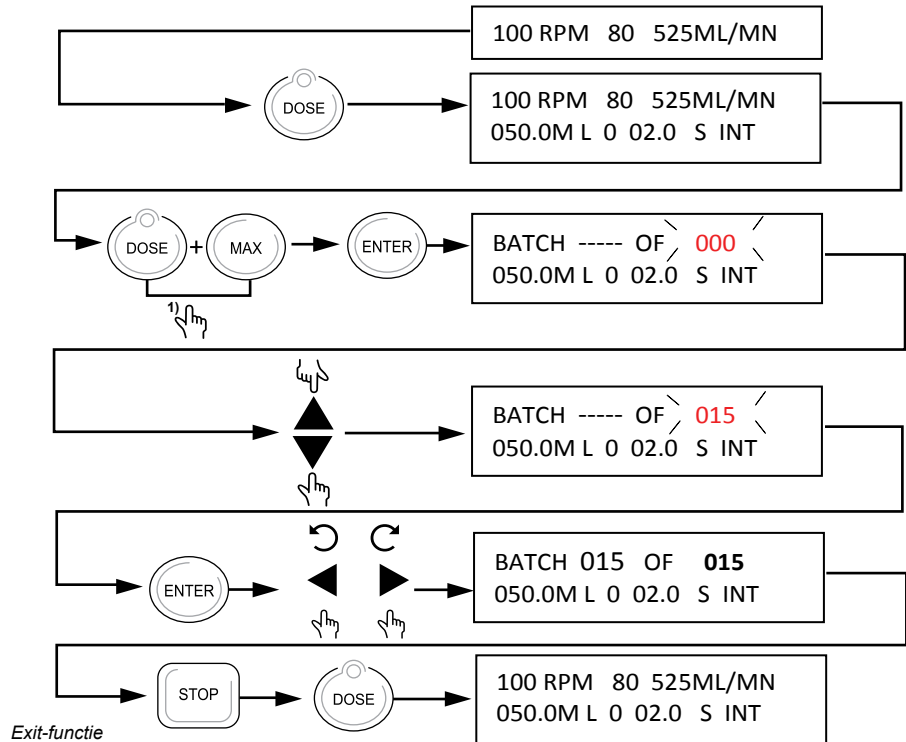 100 RPM 80 525ML/MN
DOSE
100 RPM 80 525ML/MN
050.0M L 0 02.0 S INT
DOSE + MAX ENTER
BATCH ----- OF 000
050.0M L 0 02.0 S INT
1)
BATCH ----- OF 015
050.0M L 0 02.0 S INT
ENTER
BATCH 015 OF 015
050.0M L 0 02.0 S INT
STOP DOSE
100 RPM 80 525ML/MN
050.0M L 0 02.0 S INT
Exit-functie